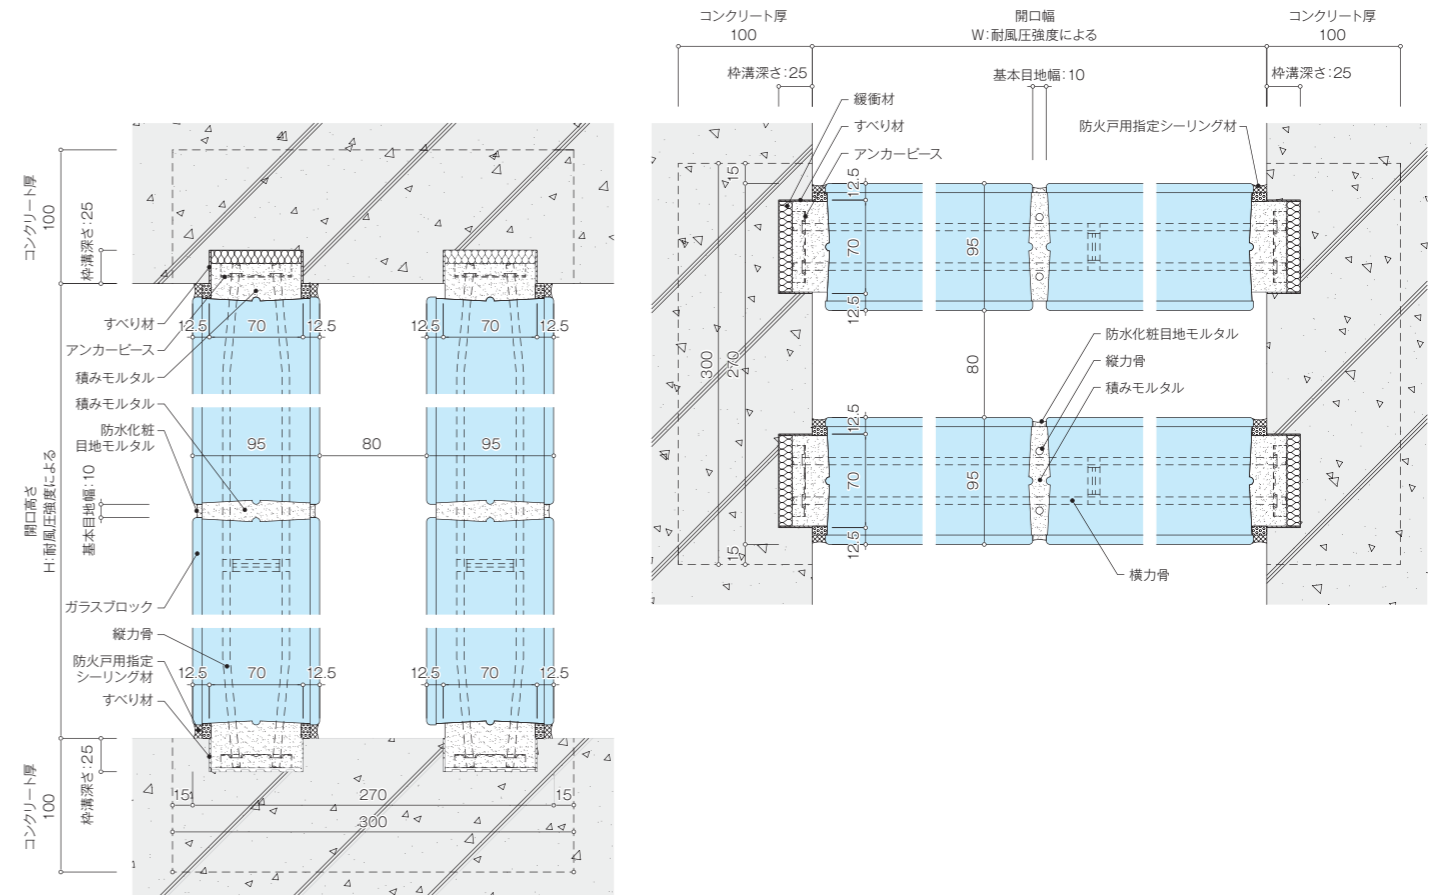 コンクリート厚
100
枠溝深さ:25
すべり材
アンカーピース
積みモルタル
積みモルタル
防水化粧
目地モルタル
開口高さ
H:耐風圧強度による
基本目地幅:10
ガラスブロック
縦力骨
防火戸用指定
シーリング材
すべり材
コンクリート厚
100
枠溝深さ:25
12.5 70 12.5
12.5 70 12.5
95 80 95
12.5 70 12.5
12.5 70 12.5
15 270 15
300
コンクリート厚
100
開口幅
W:耐風圧強度による
コンクリート厚
100
枠溝深さ:25
基本目地幅:10
枠溝深さ:25
緩衝材
すべり材
アンカーピース
防火戸用指定シーリング材
15
12.5
70
95
12.5
300
270
80
防水化粧目地モルタル
縦力骨
積みモルタル
12.5
70
95
15
12.5
横力骨